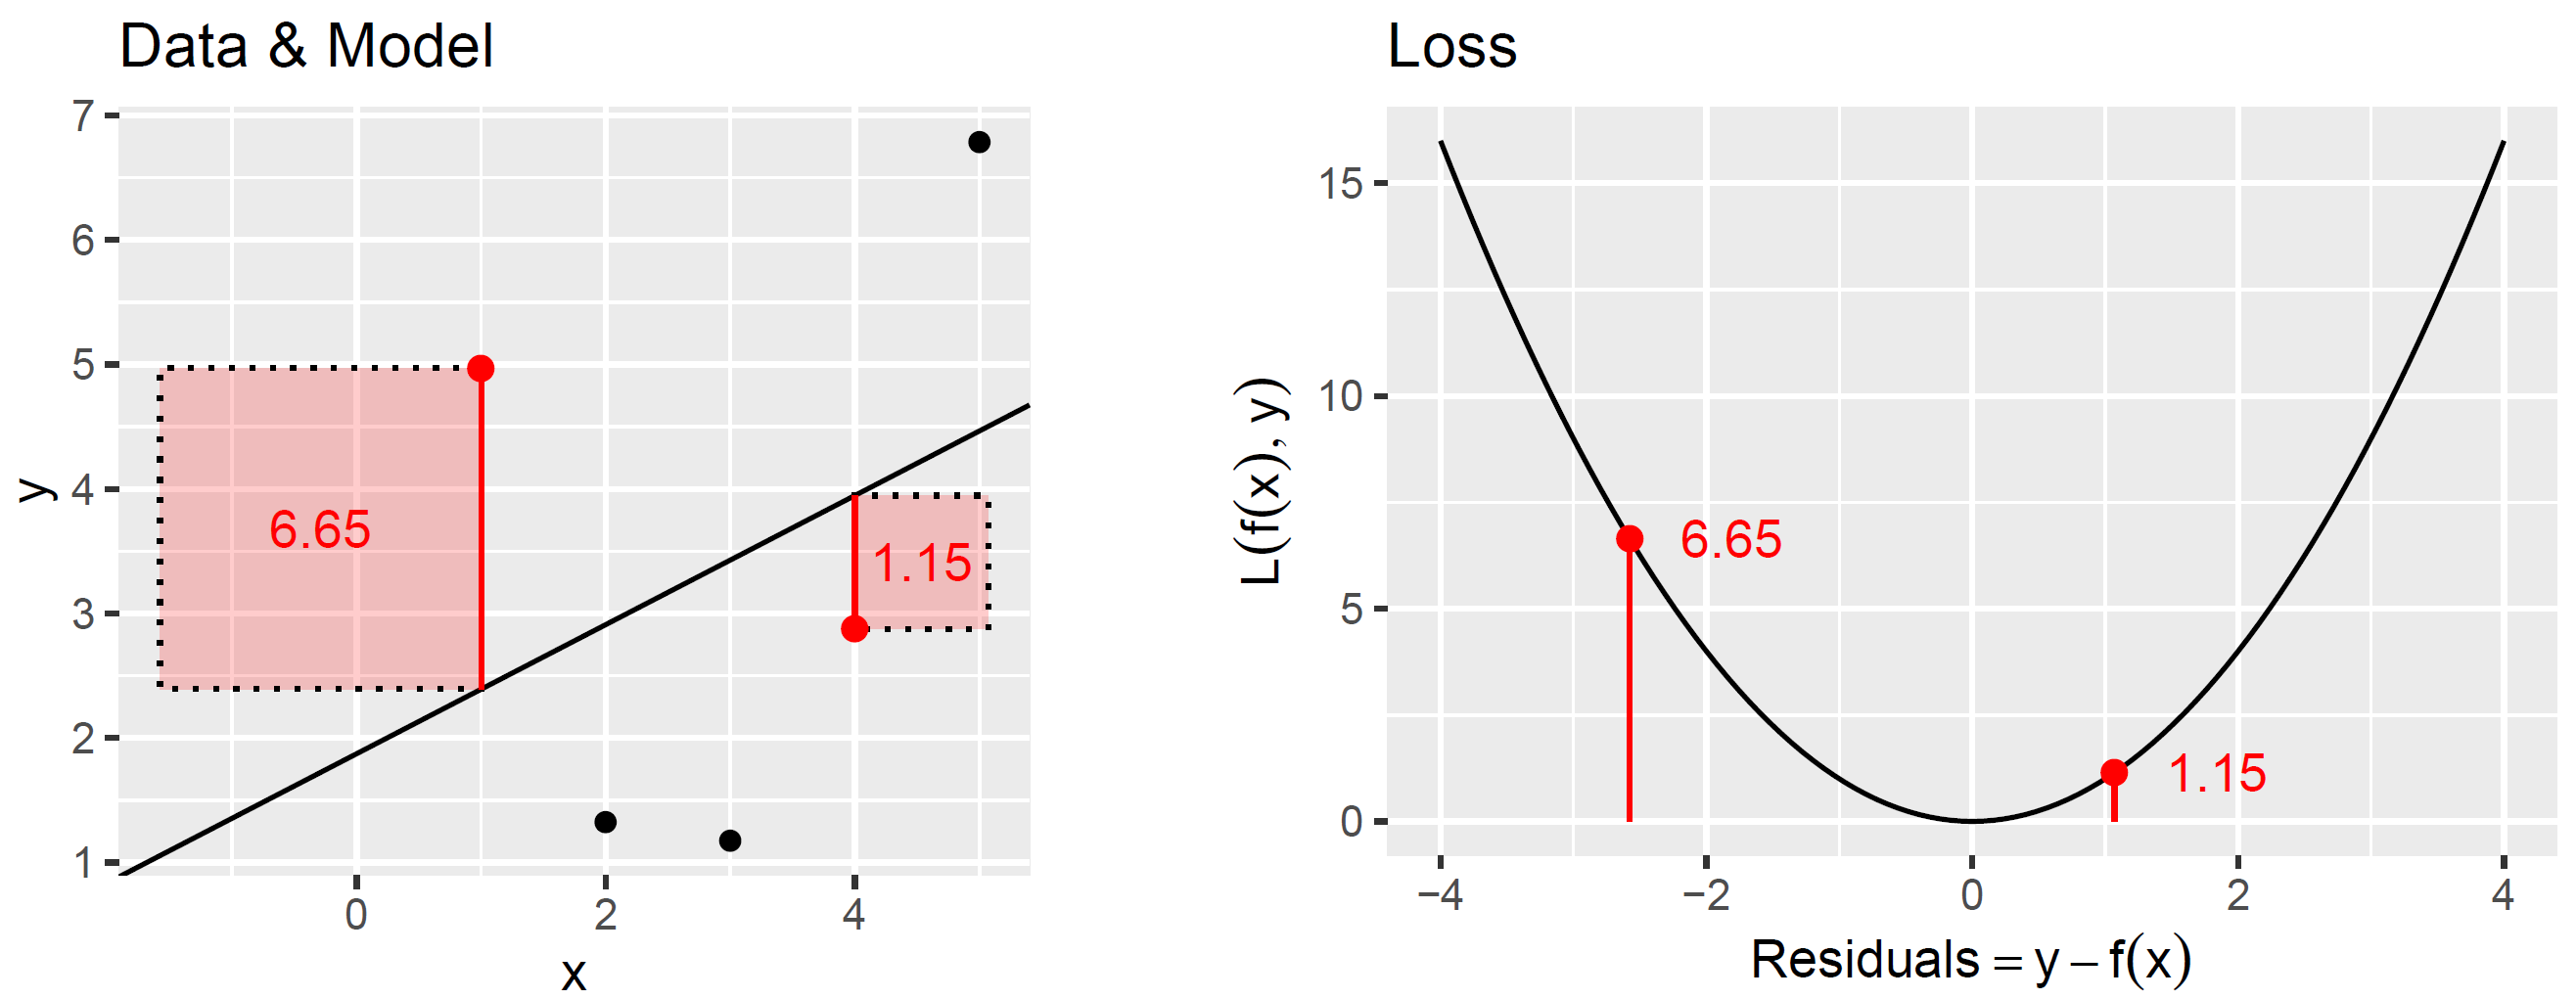 Data & Model
7
6
5
4
3
2
1
y
6.65
1.15
0 2 4
x
Loss
15
10
5
0
L(f(x), y)
6.65
1.15
−4 −2 0 2 4
Residuals = y − f(x)